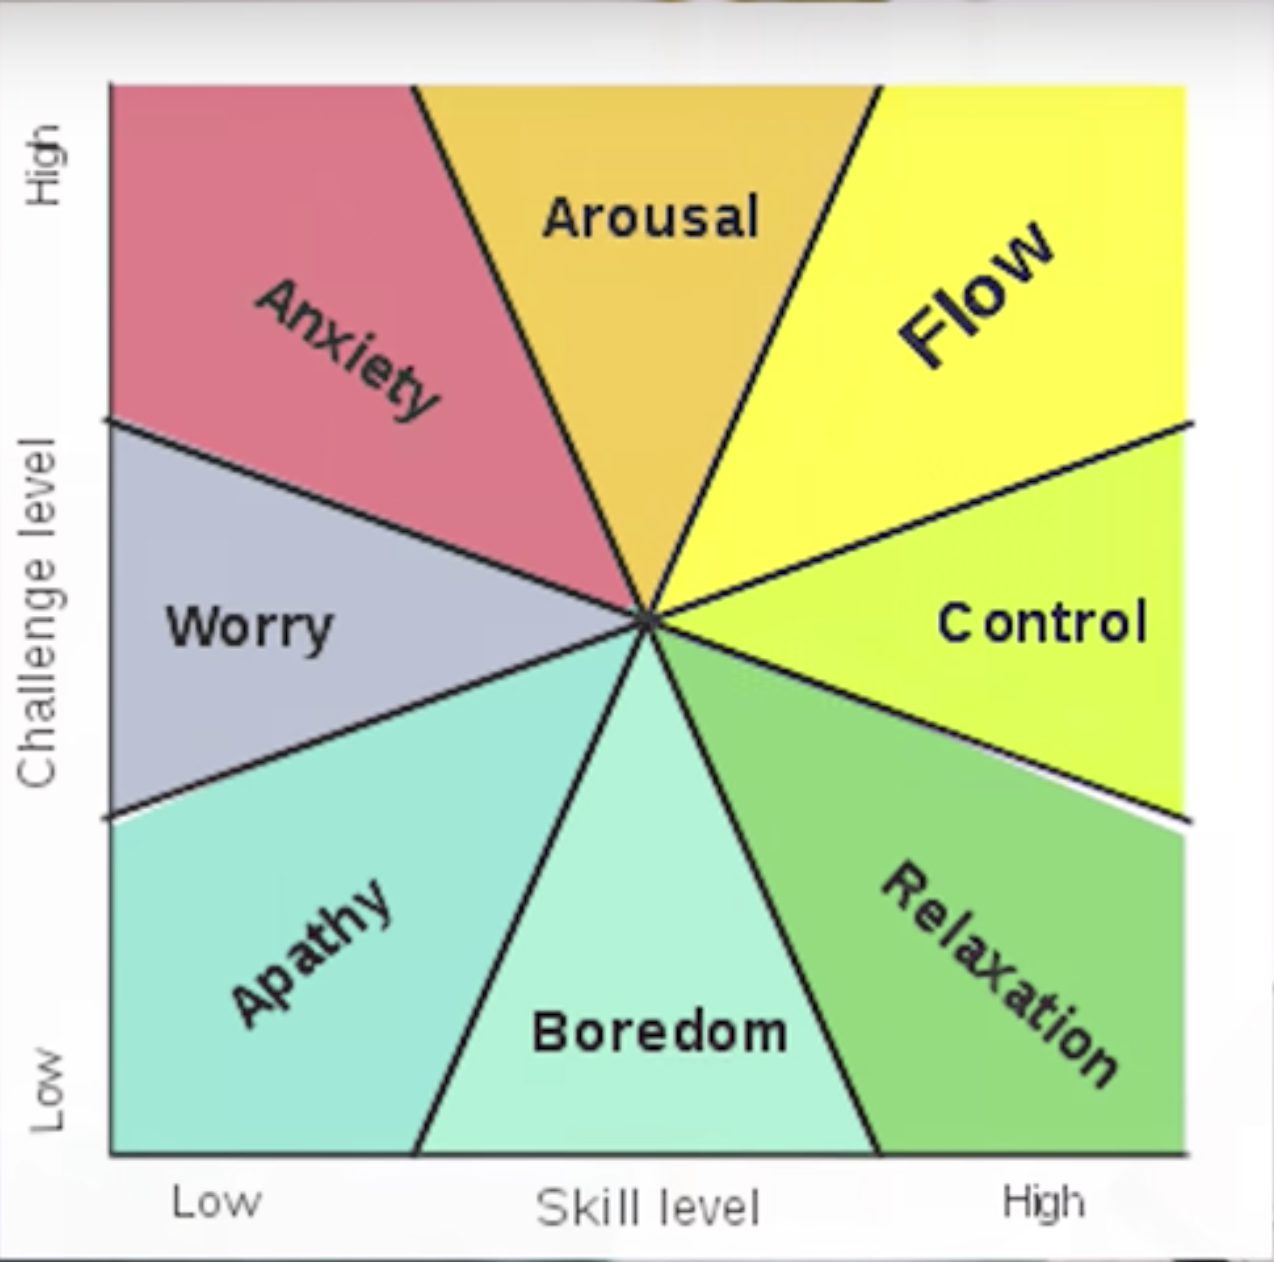 High
Arousal
Flow
Anxiety
Challenge level
Worry
Control
Apathy
Relaxation
Boredom
Low
Low
Skill level
High